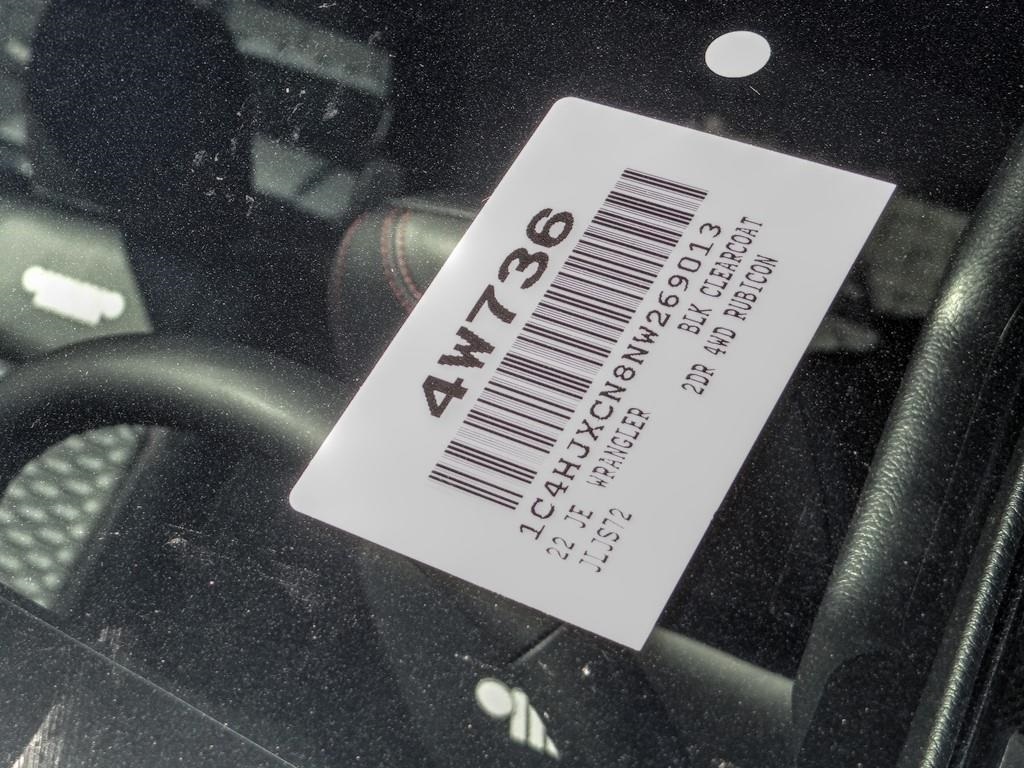 4W736
1C4HJXCN8NW269013
22 JE WRANGLER BLK CLEARCOAT
JLJS72 2DR 4WD RUBICON